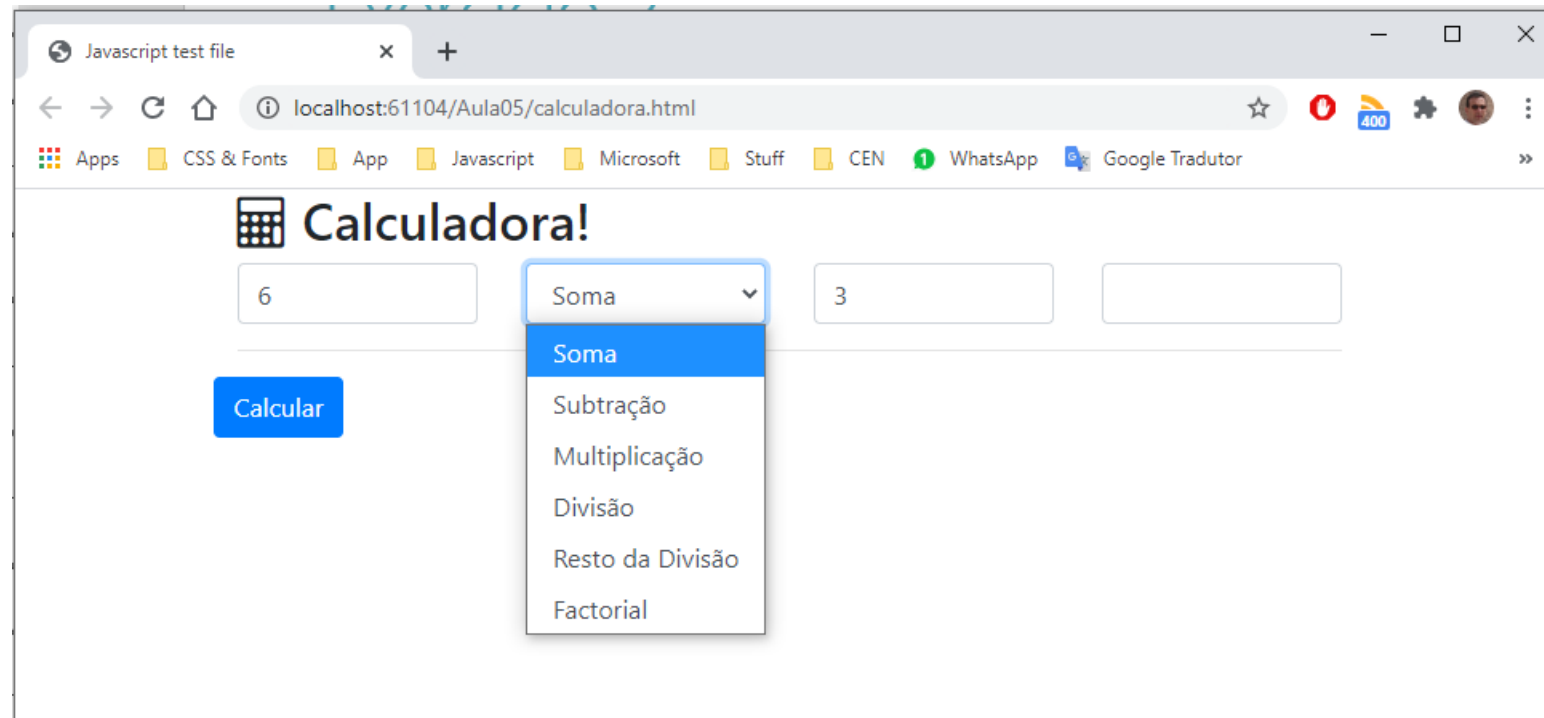 Javascript test file
localhost:61104/Aula05/calculadora.html
400
Apps CSS & Fonts App Javascript Microsoft Stuff CEN 1 WhatsApp Google Tradutor »
Calculadora!
6 Soma 3
Soma
Calcular
Subtração
Multiplicação
Divisão
Resto da Divisão
Factorial